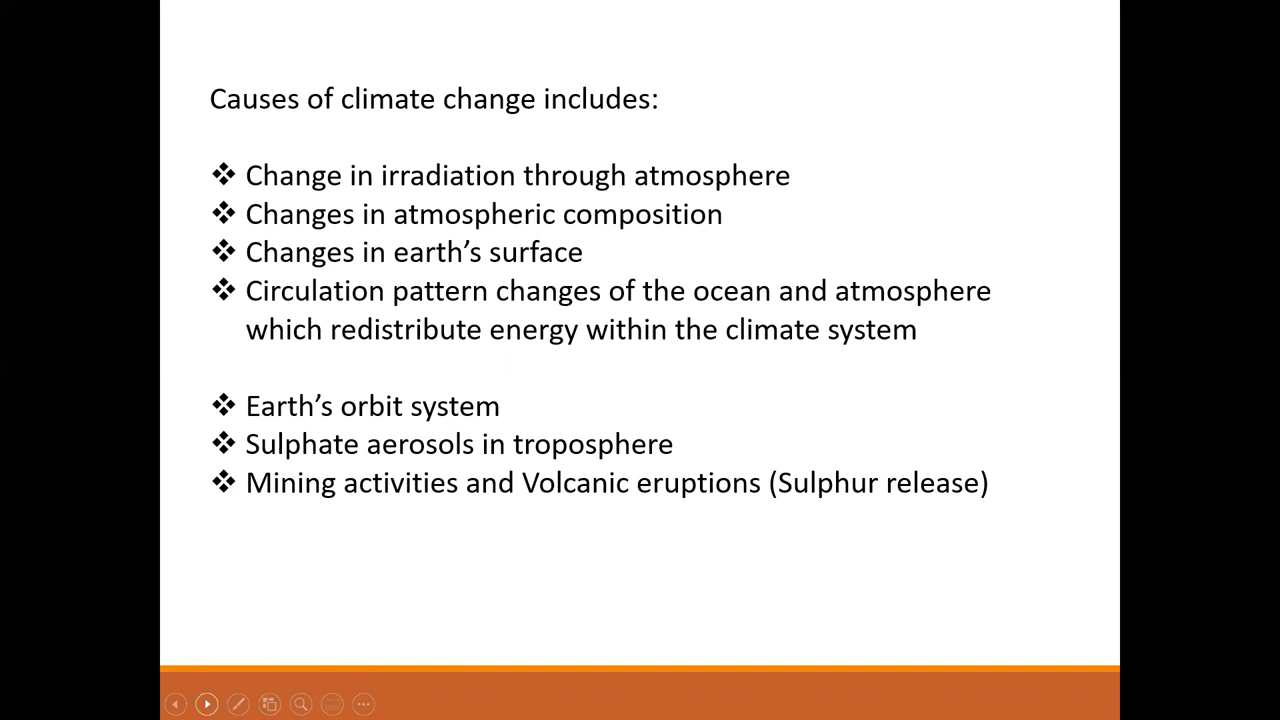 Causes of climate change includes:
❖ Change in irradiation through atmosphere
❖ Changes in atmospheric composition
❖ Changes in earth’s surface
❖ Circulation pattern changes of the ocean and atmosphere
which redistribute energy within the climate system
❖ Earth’s orbit system
❖ Sulphate aerosols in troposphere
❖ Mining activities and Volcanic eruptions (Sulphur release)